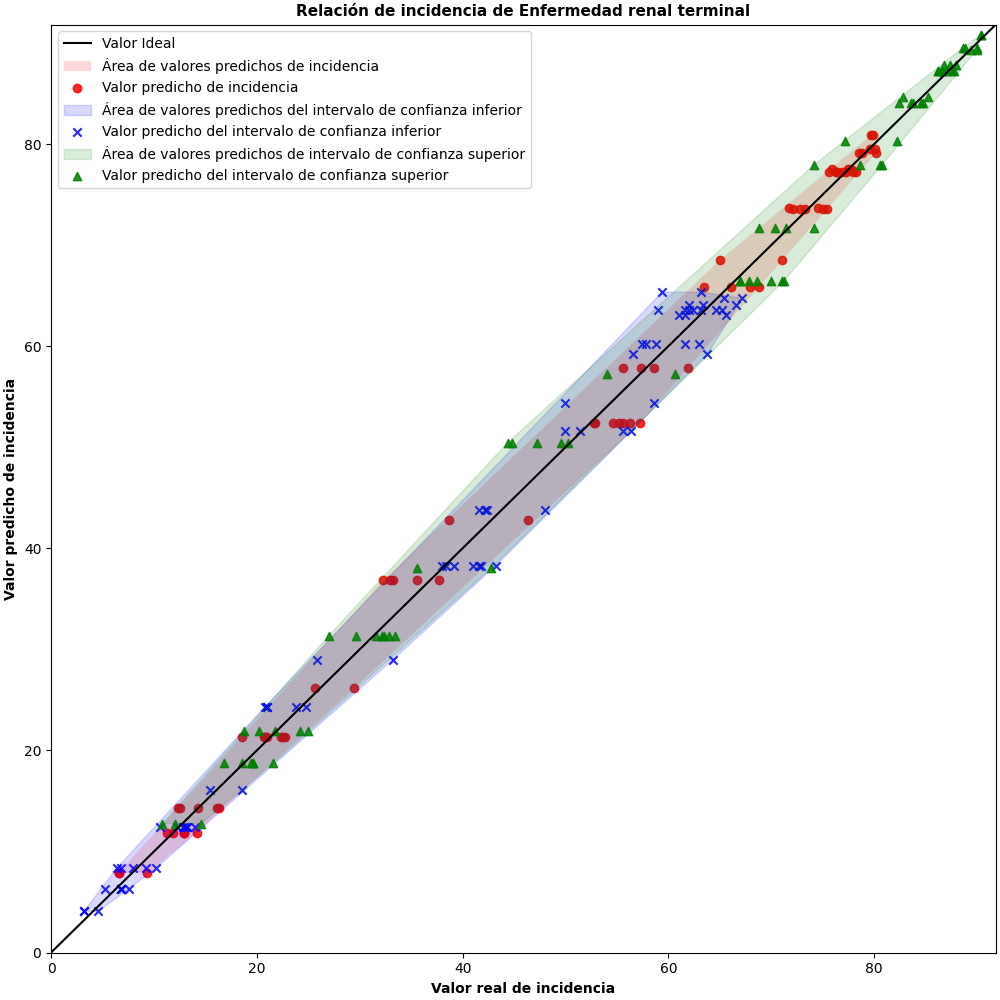 Relación de incidencia de Enfermedad renal terminal
Valor Ideal
Área de valores predichos de incidencia
Valor predicho de incidencia
Área de valores predichos del intervalo de confianza inferior
Valor predicho del intervalo de confianza inferior
Área de valores predichos de intervalo de confianza superior
Valor predicho del intervalo de confianza superior
Valor predicho de incidencia
80
60
40
20
0
0 20 40 60 80
Valor real de incidencia